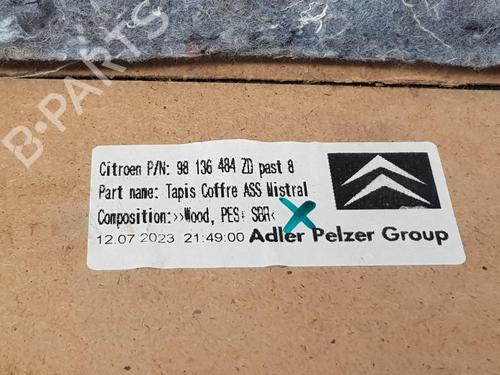 B-PARTS
Citroen P/N: 98 136 484 ZD past 8
Part name: Tapis Coffre ASS Mistral
Composition:>>Wood, PES+ SBR<
12.07 2023 21:49:00 Adler Pelzer Group